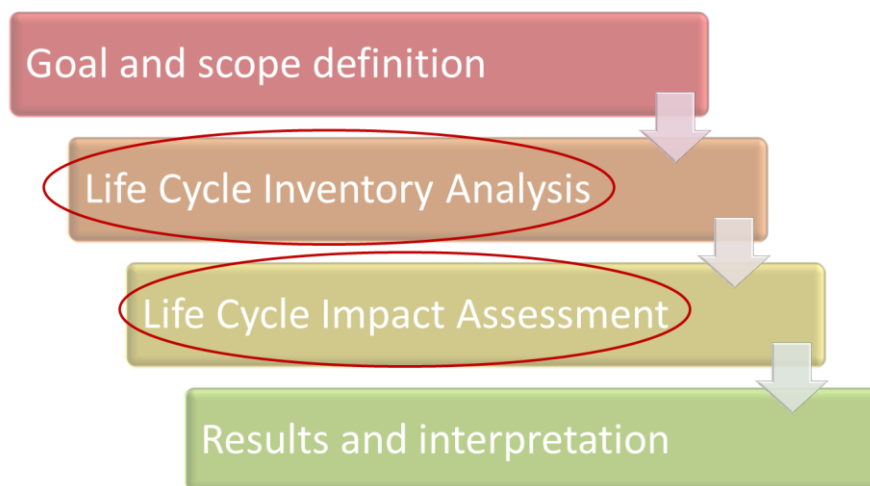 Goal and scope definition
Life Cycle Inventory Analysis
Life Cycle Impact Assessment
Results and interpretation